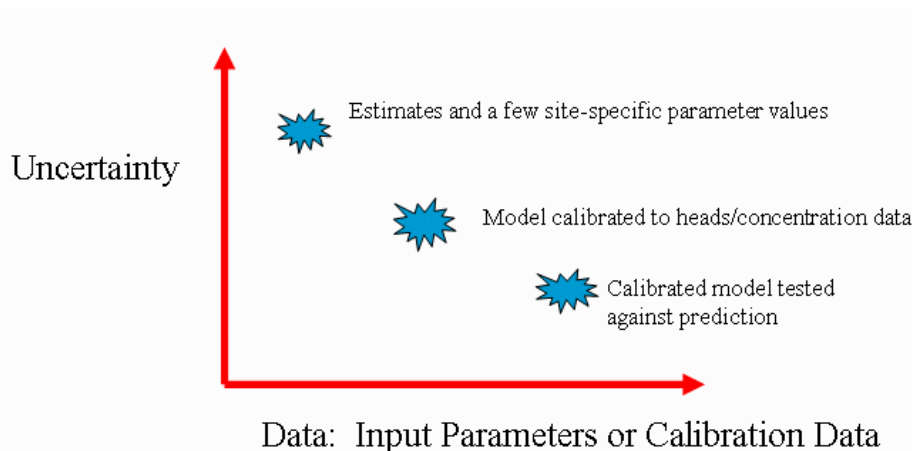 Estimates and a few site-specific parameter values
Uncertainty
Model calibrated to heads/concentration data
Calibrated model tested
against prediction
Data: Input Parameters or Calibration Data